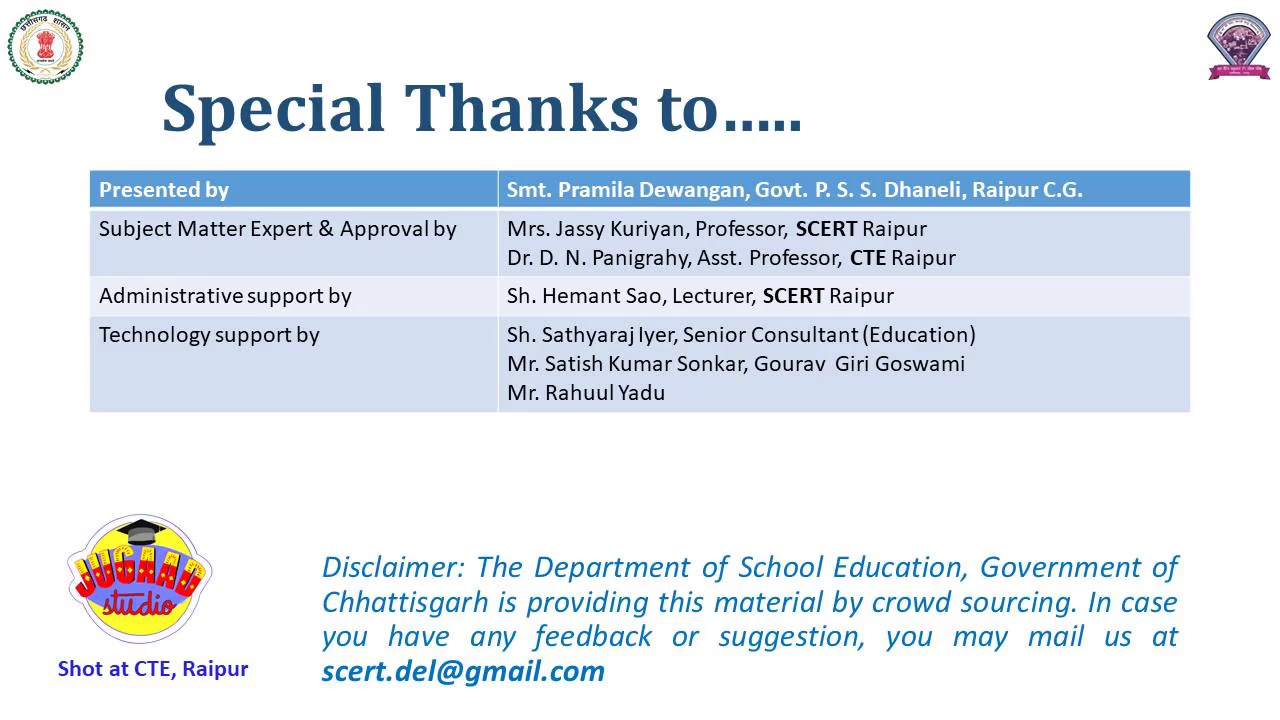 छत्तीसगढ़ शासन
Special Thanks to.....
Presented by
Smt. Pramila Dewangan, Govt. P. S. S. Dhaneli, Raipur C.G.
Subject Matter Expert & Approval by
Mrs. Jassy Kuriyan, Professor, SCERT Raipur
Dr. D. N. Panigrahy, Asst. Professor, CTE Raipur
Administrative support by
Sh. Hemant Sao, Lecturer, SCERT Raipur
Technology support by
Sh. Sathyaraj Iyer, Senior Consultant (Education)
Mr. Satish Kumar Sonkar, Gourav Giri Goswami
Mr. Rahuul Yadu
JUGAAD
studio
Shot at CTE, Raipur
Disclaimer: The Department of School Education, Government of
Chhattisgarh is providing this material by crowd sourcing. In case
you have any feedback or suggestion, you may mail us at
scert.del@gmail.com